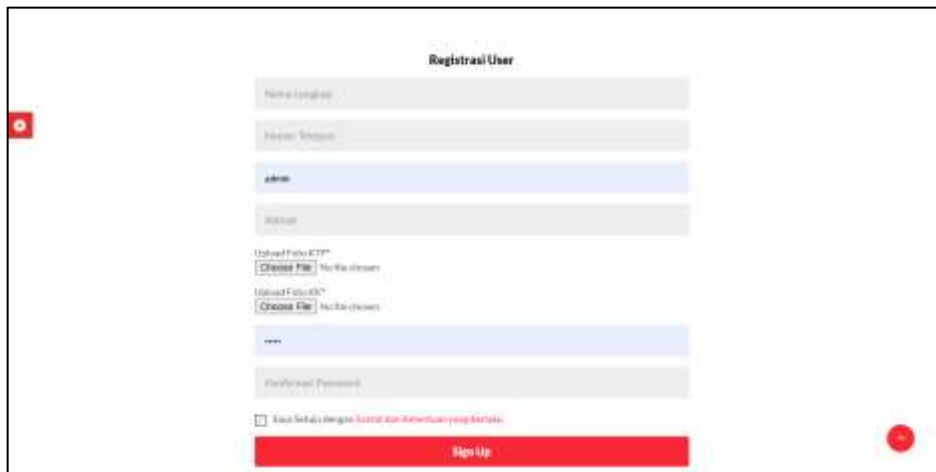 Registrasi User
Nama Lengkap
Nomor Telepon
admin
Alamat
Upload Foto KTP*
Choose File No file chosen
Upload Foto KK*
Choose File No file chosen
•••••
Konfirmasi Password
Saya Setuju dengan Syarat dan Ketentuan yang Berlaku
Sign Up